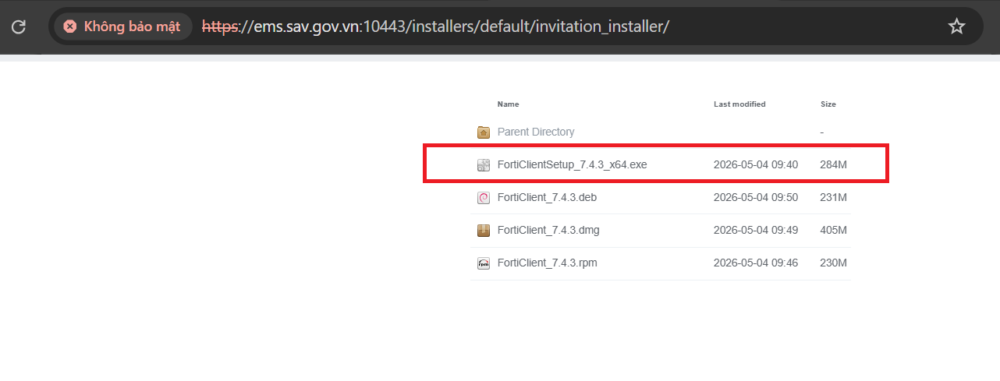 Không bảo mật https://ems.sav.gov.vn:10443/installers/default/invitation_installer/
Name Last modified Size
Parent Directory -
FortiClientSetup_7.4.3_x64.exe 2026-05-04 09:40 284M
FortiClient_7.4.3.deb 2026-05-04 09:50 231M
FortiClient_7.4.3.dmg 2026-05-04 09:49 405M
rpm FortiClient_7.4.3.rpm 2026-05-04 09:46 230M